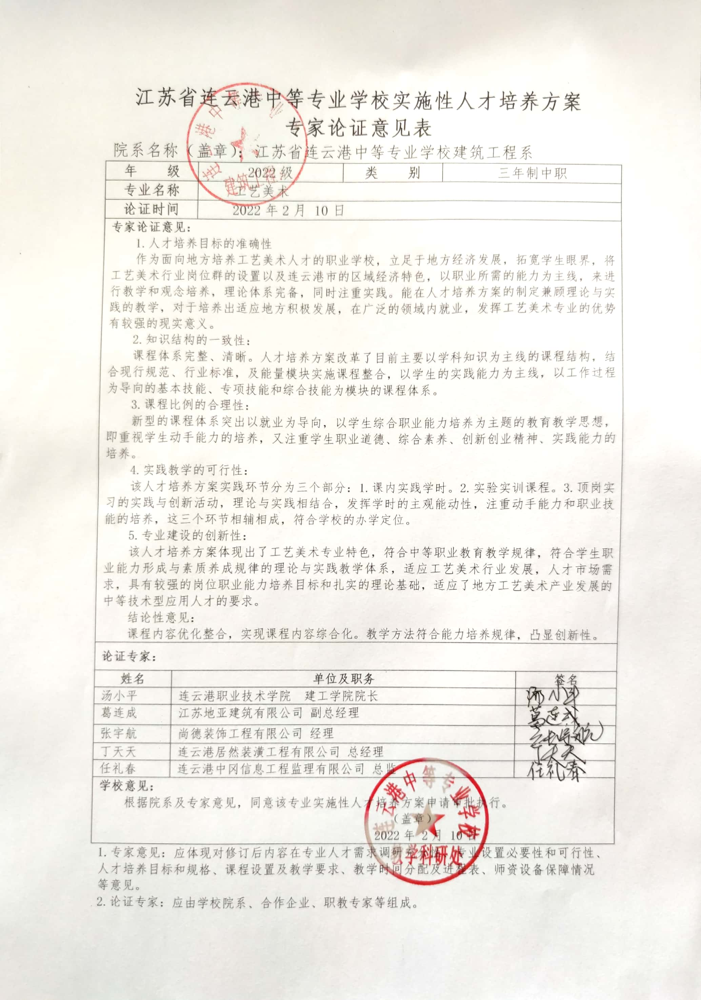 江苏省连云港中等专业学校实施性人才培养方案
专家论证意见表
院系名称（盖章）：江苏省连云港中等专业学校建筑工程系
年 级 2022级 类 别 三年制中职
专业名称 工艺美术
论证时间 2022 年 2 月 10 日
专家论证意见：
1. 人才培养目标的准确性
作为面向地方培养工艺美术人才的职业学校，立足于地方经济发展，拓宽学生眼界，将
工艺美术行业岗位群的设置以及连云港市的区域经济特色，以职业所需的能力为主线，来进
行教学和观念培养，理论体系完备，同时注重实践。能在人才培养方案的制定兼顾理论与实
践的教学，对于培养出适应地方积极发展，在广泛的领域内就业，发挥工艺美术专业的优势
有较强的现实意义。
2. 知识结构的一致性：
课程体系完整、清晰。人才培养方案改革了目前主要以学科知识为主线的课程结构，结
合现行规范、行业标准，及能量模块实施课程整合，以学生的实践能力为主线，以工作过程
为导向的基本技能、专项技能和综合技能为模块的课程体系。
3. 课程比例的合理性：
新型的课程体系突出以就业为导向，以学生综合职业能力培养为主题的教育教学思想，
即重视学生动手能力的培养，又注重学生职业道德、综合素养、创新创业精神、实践能力的
培养。
4. 实践教学的可行性：
该人才培养方案实践环节分为三个部分：1. 课内实践学时。2. 实验实训课程。3. 顶岗实
习的实践与创新活动，理论与实践相结合，发挥学时的主观能动性，注重动手能力和职业技
能的培养，这三个环节相辅相成，符合学校的办学定位。
5. 专业建设的创新性：
该人才培养方案体现出了工艺美术专业特色，符合中等职业教育教学规律，符合学生职
业能力形成与素质养成规律的理论与实践教学体系，适应工艺美术行业发展，人才市场需
求，具有较强的岗位职业能力培养目标和扎实的理论基础，适应了地方工艺美术产业发展的
中等技术型应用人才的要求。
结论性意见：
课程内容优化整合，实现课程内容综合化。教学方法符合能力培养规律，凸显创新性。
论证专家：
姓名 单位及职务 签名
汤小平 连云港职业技术学院 建工学院院长 汤小平
葛连成 江苏地亚建筑有限公司 副总经理 葛连成
张宇航 尚德装饰工程有限公司 经理 张宇航
丁天天 连云港居然装潢工程有限公司 总经理 丁天天
任礼春 连云港中冈信息工程监理有限公司 总监 任礼春
学校意见：
根据院系及专家意见，同意该专业实施性人才培养方案申请审批执行。
（盖章）
2022 年 2 月 10 日
连云港中等专业学校
教学科研处
1. 专家意见：应体现对修订后内容在专业人才需求调研充分性、专业设置必要性和可行性、
人才培养目标和规格、课程设置及教学要求、教学时间分配及进程表、师资设备保障情况
等意见。
2. 论证专家：应由学校院系、合作企业、职教专家等组成。